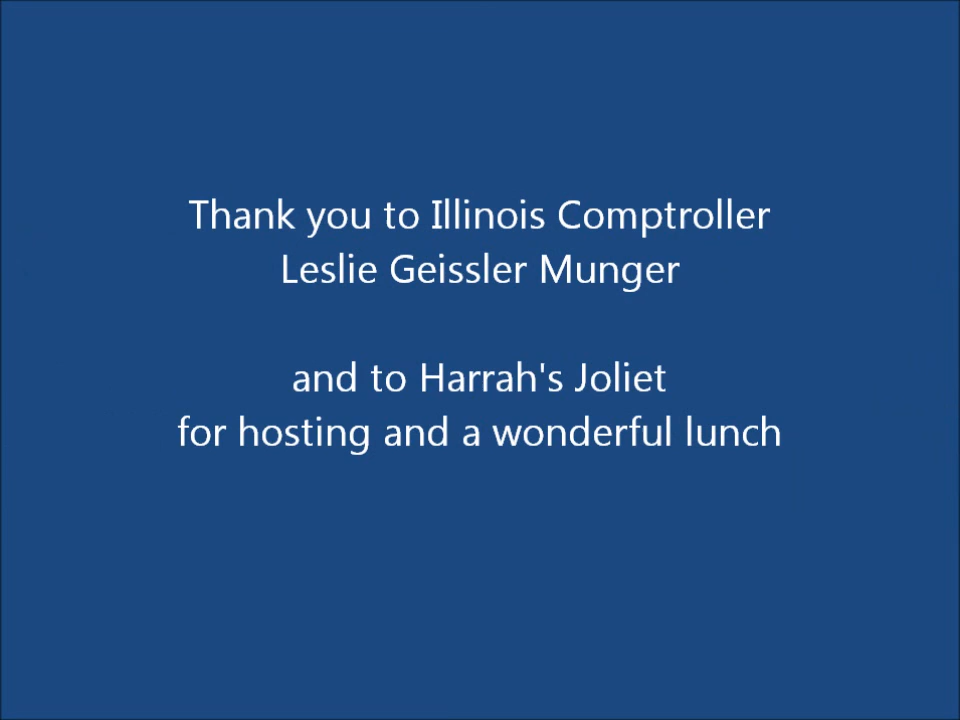 Thank you to Illinois Comptroller
Leslie Geissler Munger
and to Harrah's Joliet
for hosting and a wonderful lunch